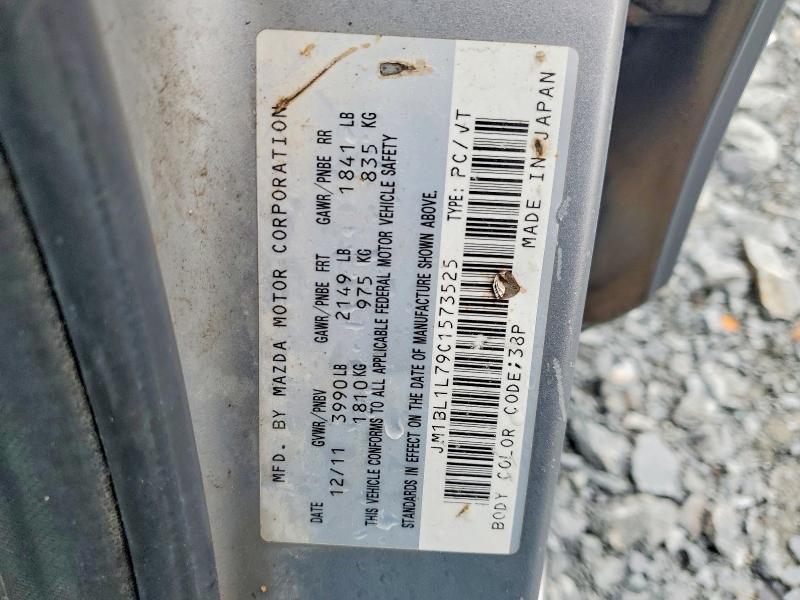 MFD. BY MAZDA MOTOR CORPORATION
DATE GVWR/PNBV GAWR/PNBE FRT GAWR/PNBE RR
12/11 3990LB 2149 LB 1841 LB
1810KG 975 KG 835 KG
THIS VEHICLE CONFORMS TO ALL APPLICABLE FEDERAL MOTOR VEHICLE SAFETY
STANDARDS IN EFFECT ON THE DATE OF MANUFACTURE SHOWN ABOVE.
JM1BL1L79C1573525 TYPE: PC/VT
BODY COLOR CODE:38P MADE IN JAPAN